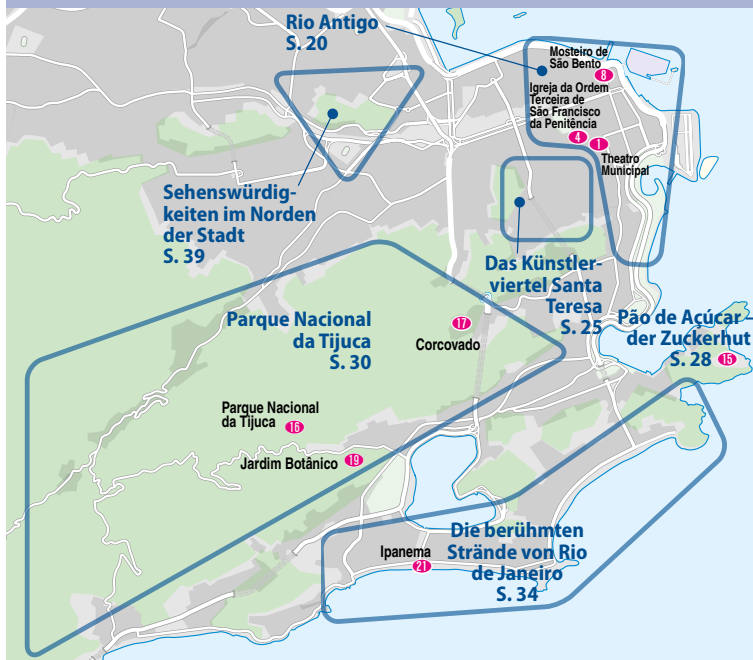 Rio Antigo
S. 20
Mosteiro de
São Bento
8
Igreja da Ordem
Terceira de
São Francisco
da Penitência
4
1
Theatro
Municipal
Sehenswürdig-
keiten im Norden
der Stadt
S. 39
Das Künstler-
viertel Santa
Teresa
S. 25
Parque Nacional
da Tijuca
S. 30
17
Corcovado
Pão de Açúcar –
der Zuckerhut
S. 28
15
Parque Nacional
da Tijuca
16
Jardim Botânico
19
Die berühmten
Strände von Rio
de Janeiro
S. 34
Ipanema
21